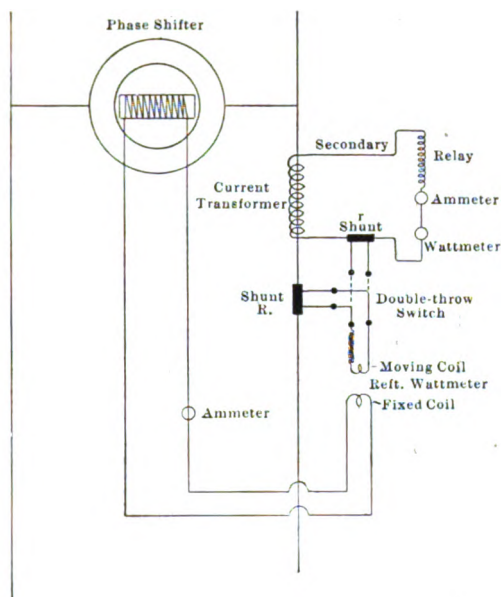 Phase Shifter
Secondary
Relay
Current
Transformer
Ammeter
r
Shunt
Wattmeter
Shunt
R.
Double-throw
Switch
Moving Coil
Reft. Wattmeter
Fixed Coil
Ammeter